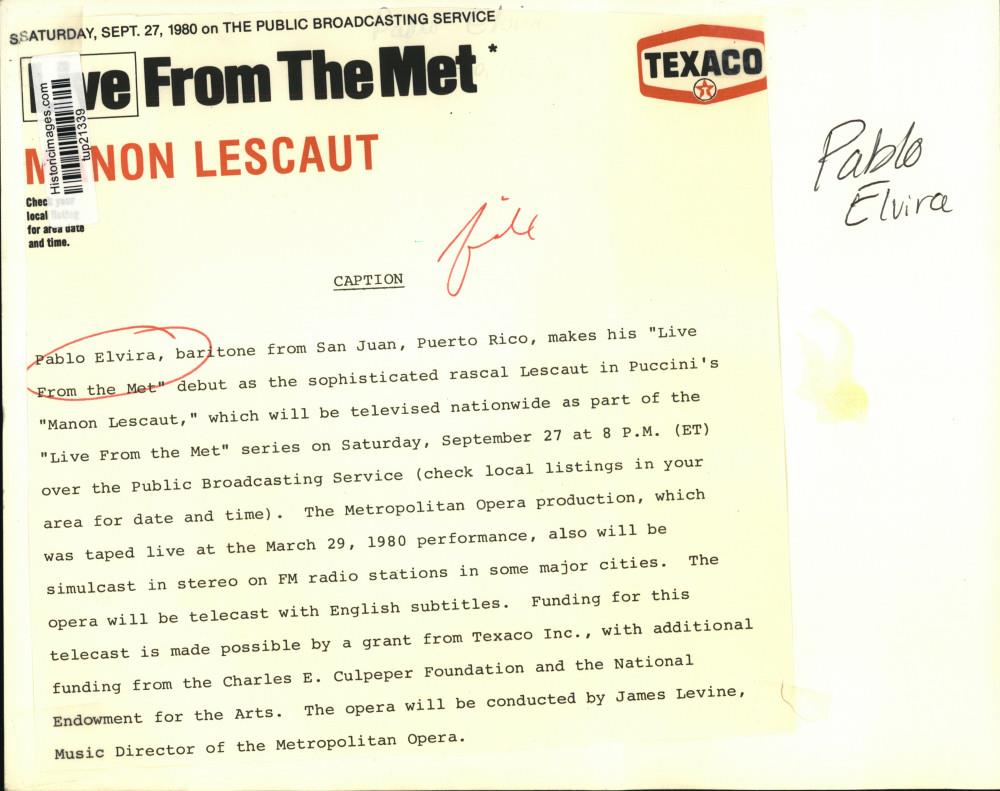 SSATURDAY, SEPT. 27, 1980 on THE PUBLIC BROADCASTING SERVICE
Live From The Met*
TEXACO
MANON LESCAUT
Historicimages.com
tup21339
Check your
local listing
for area date
and time.
Pablo
Elvira
file
CAPTION
Pablo Elvira, baritone from San Juan, Puerto Rico, makes his "Live
From the Met" debut as the sophisticated rascal Lescaut in Puccini's
"Manon Lescaut," which will be televised nationwide as part of the
"Live From the Met" series on Saturday, September 27 at 8 P.M. (ET)
over the Public Broadcasting Service (check local listings in your
area for date and time). The Metropolitan Opera production, which
was taped live at the March 29, 1980 performance, also will be
simulcast in stereo on FM radio stations in some major cities. The
opera will be telecast with English subtitles. Funding for this
telecast is made possible by a grant from Texaco Inc., with additional
funding from the Charles E. Culpeper Foundation and the National
Endowment for the Arts. The opera will be conducted by James Levine,
Music Director of the Metropolitan Opera.